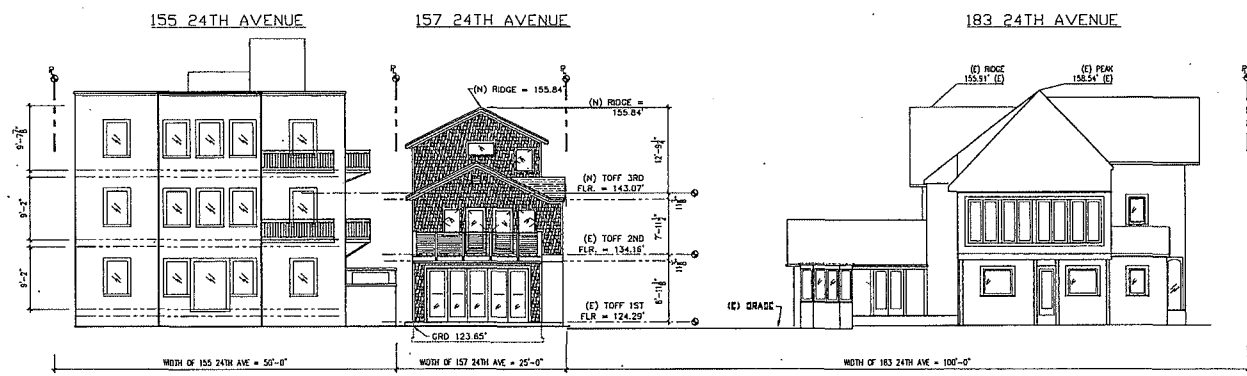 155 24TH AVENUE
157 24TH AVENUE
183 24TH AVENUE
(N) RIDGE = 155.84'
(N) RIDGE =
155.84'
(E) RIDGE
155.91' (E)
(E) PEAK
158.54' (E)
9'-2"
9'-2"
(N) TOFF 3RD
FLR. = 143.07'
(E) TOFF 2ND
FLR. = 134.16'
(E) TOFF 1ST
FLR = 124.29'
GRD 123.65'
(E) GRADE
WIDTH OF 155 24TH AVE = 50'-0"
WIDTH OF 157 24TH AVE = 25'-0"
WIDTH OF 183 24TH AVE = 100'-0"